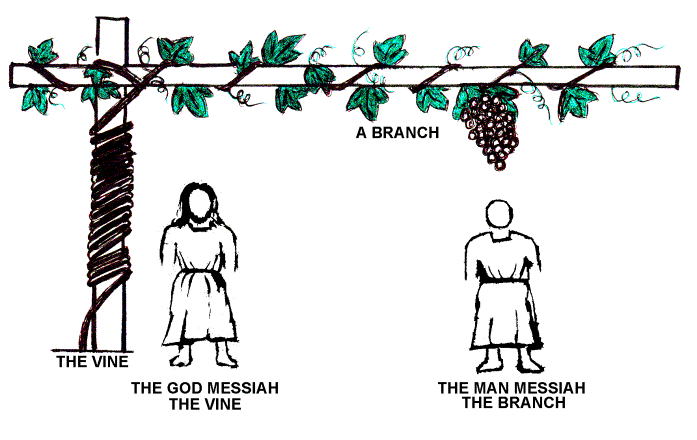 A BRANCH
THE VINE
THE GOD MESSIAH
THE VINE
THE MAN MESSIAH
THE BRANCH